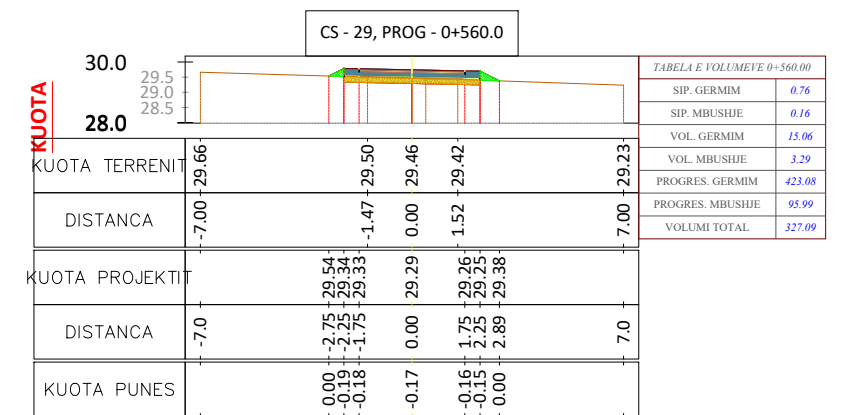 CS - 29, PROG - 0+560.0
KUOTA
30.0
29.5
29.0
28.5
28.0
KUOTA TERRENIT 29.66 29.50 29.46 29.42 29.23
DISTANCA -7.00 -1.47 0.00 1.52 7.00
KUOTA PROJEKTIT 29.54 29.34 29.33 29.29 29.26 29.25 29.38
DISTANCA -7.0 -2.75 -2.25 -1.75 0.00 1.75 2.25 2.89 7.0
KUOTA PUNES 0.00 -0.19 -0.18 -0.17 -0.16 -0.15 0.00
TABELA E VOLUMEVE 0+560.00
SIP. GERMIM 0.76
SIP. MBUSHJE 0.16
VOL. GERMIM 15.06
VOL. MBUSHJE 3.29
PROGRES. GERMIM 423.08
PROGRES. MBUSHJE 95.99
VOLUMI TOTAL 327.09